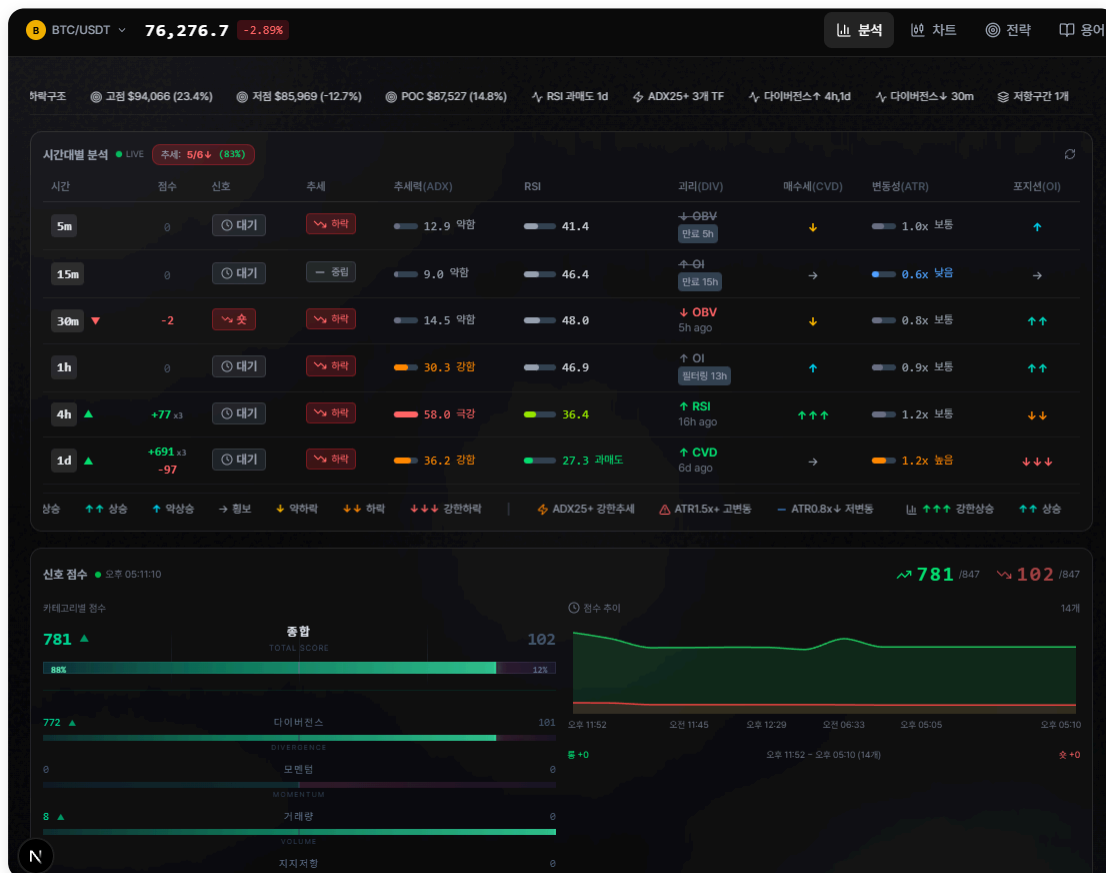 B BTC/USDT 76,276.7 -2.89% 분석 차트 전략 용어
하락구조 고점 $94,066 (23.4%) 저점 $85,969 (-12.7%) POC $87,527 (14.8%) RSI 과매도 1d ADX25+ 3개 TF 다이버전스↑ 4h,1d 다이버전스↓ 30m 저항구간 1개
시간대별 분석 LIVE 추세: 5/6↓ (83%)
시간 점수 신호 추세 추세력(ADX) RSI 괴리(DIV) 매수세(CVD) 변동성(ATR) 포지션(OI)
5m 0 대기 하락 12.9 약함 41.4 ↓ OBV ↓ 1.0x 보통 ↑
만료 5h
15m 0 대기 중립 9.0 약함 46.4 ↑ OI → 0.6x 낮음 →
만료 15h
30m ▼ -2 숏 하락 14.5 약함 48.0 ↓ OBV ↓ 0.8x 보통 ↑↑
5h ago
1h 0 대기 하락 30.3 강함 46.9 ↑ OI ↑ 0.9x 보통 ↑↑
필터링 13h
4h ▲ +77 x3 대기 하락 58.0 극강 36.4 ↑ RSI ↑↑↑ 1.2x 보통 ↓↓
16h ago
1d ▲ +691 x3 대기 하락 36.2 강함 27.3 과매도 ↑ CVD → 1.2x 높음 ↓↓↓
-97 6d ago
상승 ↑↑ 상승 ↑ 약상승 → 횡보 ↓ 약하락 ↓↓ 하락 ↓↓↓ 강한하락 | ADX25+ 강한추세 ATR1.5x+ 고변동 ATR0.8x↓ 저변동 ↑↑↑ 강한상승 ↑↑ 상승
신호 점수 오후 05:11:10 781 /847 102 /847
카테고리별 점수 점수 추이 14개
781 ▲ 종합 102
TOTAL SCORE
88% 12%
772 ▲ 다이버전스 101
DIVERGENCE
0 모멘텀 0
MOMENTUM
8 ▲ 거래량 0
VOLUME
지지저항 0
오후 11:52 오전 11:45 오후 12:29 오전 06:33 오후 05:05 오후 05:10
롱 +0 오후 11:52 ~ 오후 05:10 (14개) 숏 +0
N